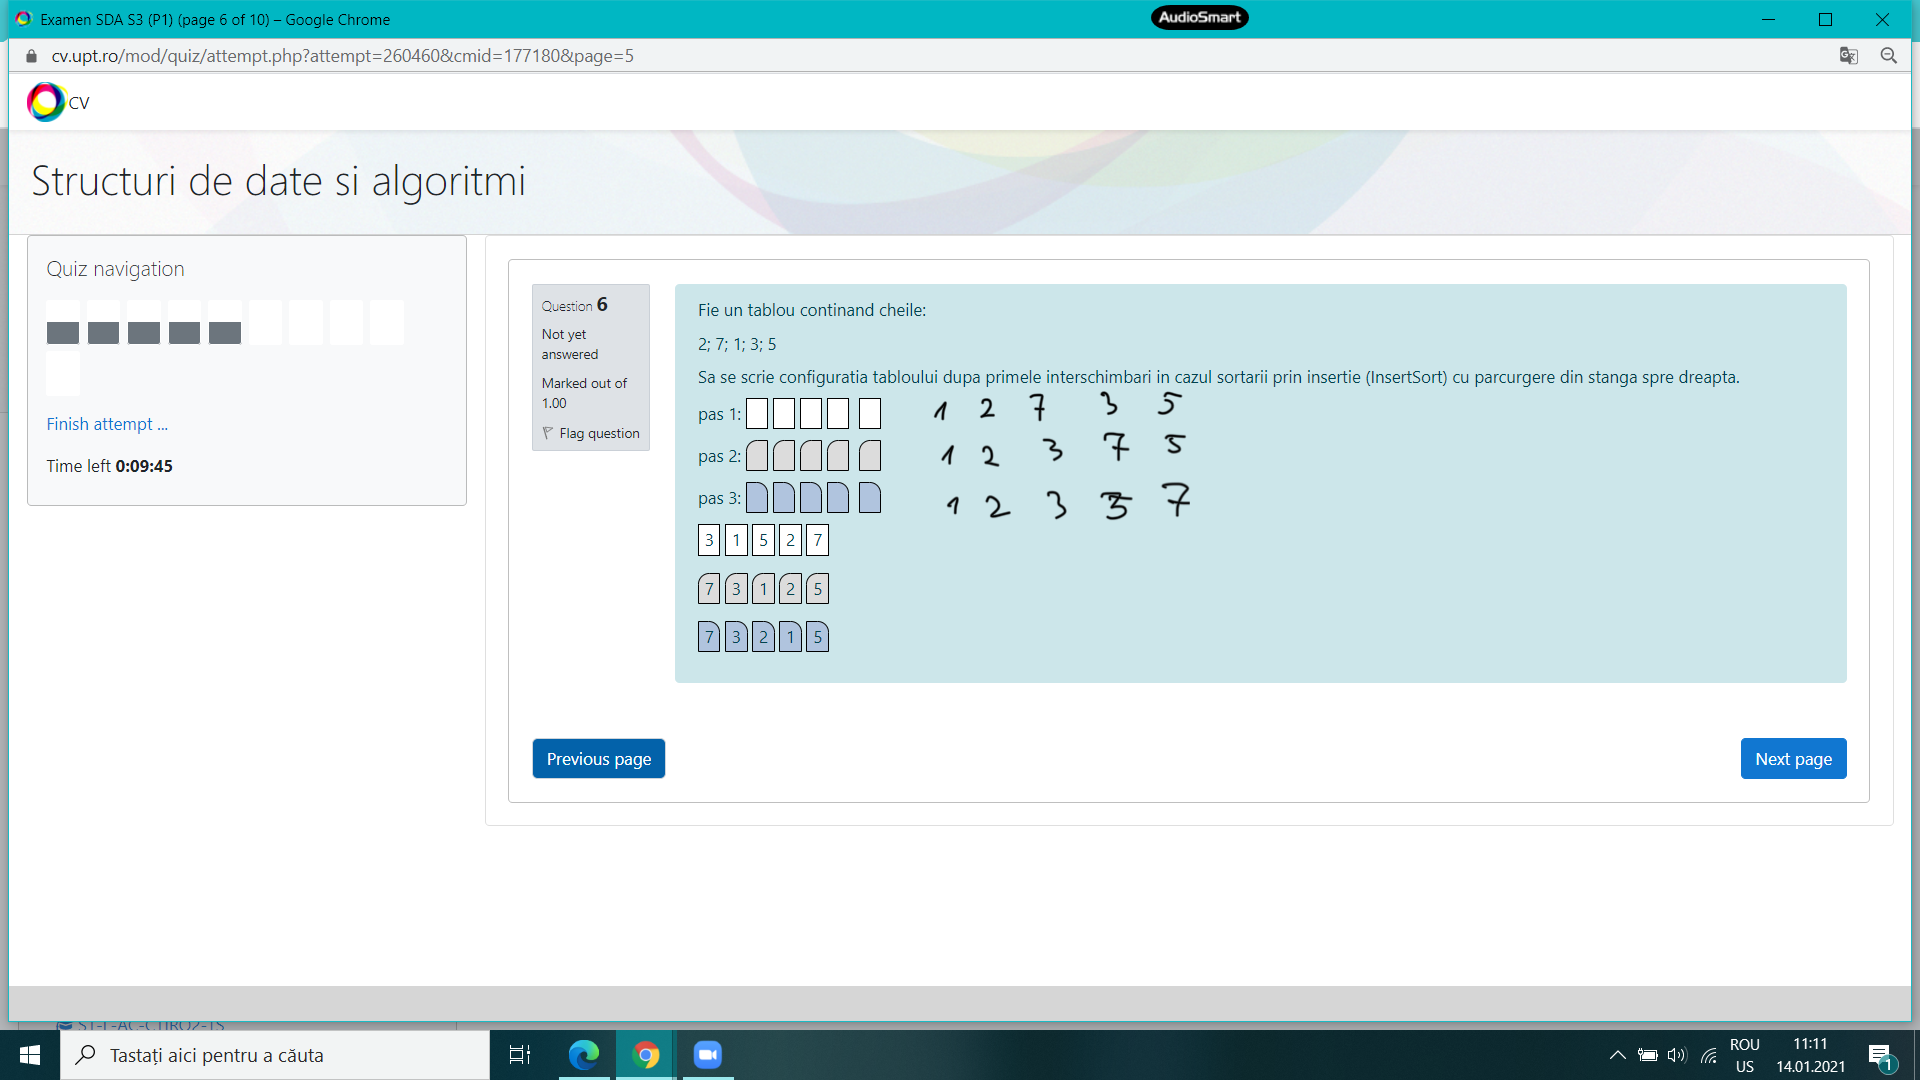 Examen SDA S3 (P1) (page 6 of 10) – Google Chrome
AudioSmart
cv.upt.ro/mod/quiz/attempt.php?attempt=260460&cmid=177180&page=5
CV
Structuri de date si algoritmi
Quiz navigation
Finish attempt ...
Time left 0:09:45
Question 6
Not yet
answered
Marked out of
1.00
Flag question
Fie un tablou continand cheile:
2; 7; 1; 3; 5
Sa se scrie configuratia tabloului dupa primele interschimbari in cazul sortarii prin insertie (InsertSort) cu parcurgere din stanga spre dreapta.
pas 1: 1 2 7 3 5
pas 2: 1 2 3 7 5
pas 3: 1 2 3 5 7
3 1 5 2 7
7 3 1 2 5
7 3 2 1 5
Previous page
Next page
Tastați aici pentru a căuta
ROU
US
11:11
14.01.2021
1